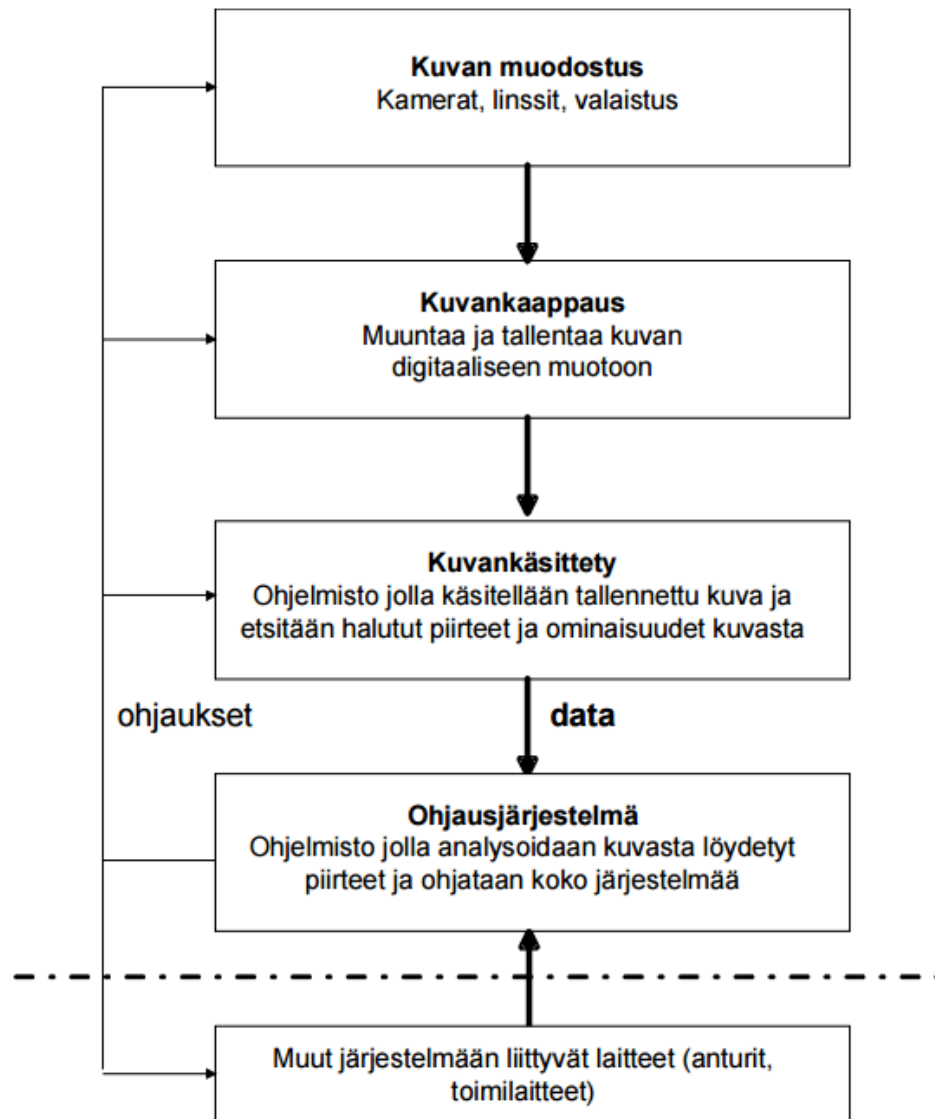 Kuvan muodostus
Kamerat, linssit, valaistus
Kuvankaappaus
Muuntaa ja tallentaa kuvan
digitaaliseen muotoon
Kuvankäsittety
Ohjelmisto jolla käsitellään tallennettu kuva ja
etsitään halutut piirteet ja ominaisuudet kuvasta
ohjaukset
data
Ohjausjärjestelmä
Ohjelmisto jolla analysoidaan kuvasta löydetyt
piirteet ja ohjataan koko järjestelmää
Muut järjestelmään liittyvät laitteet (anturit,
toimilaitteet)